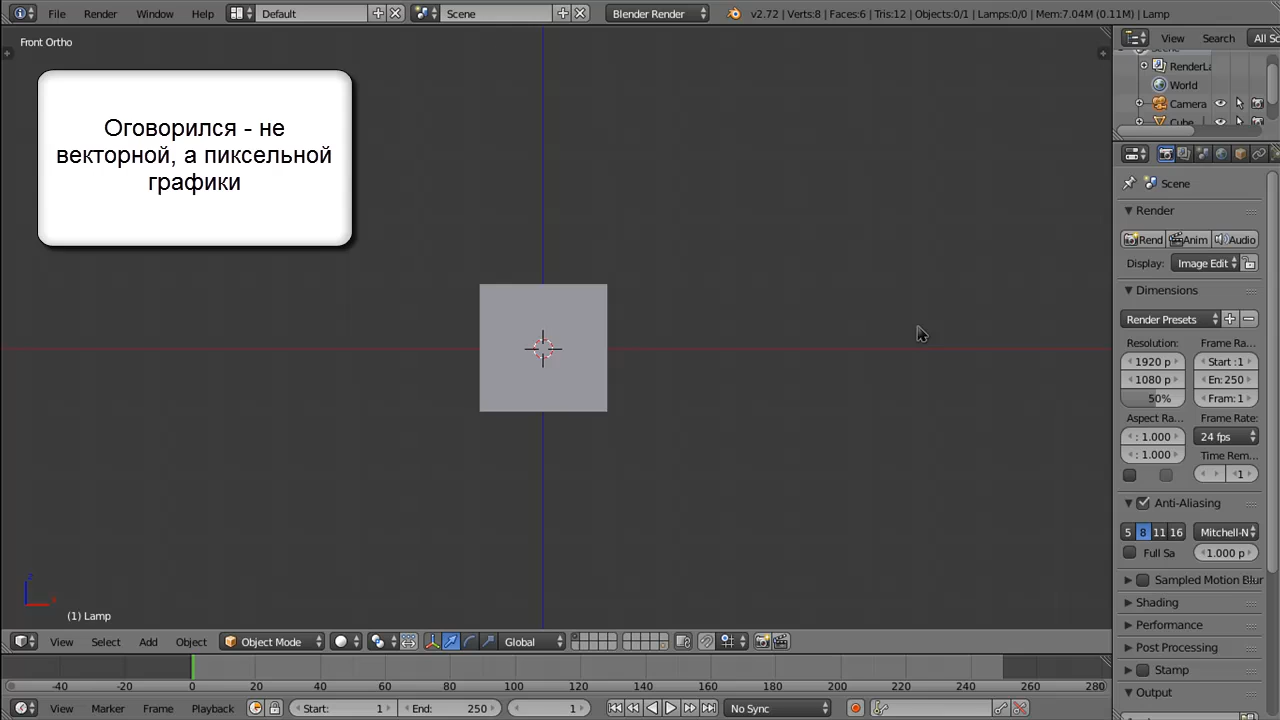 File Render Window Help Default Scene Blender Render v2.72 | Verts:8 | Faces:6 | Tris:12 | Objects:0/1 | Lamps:0/0 | Mem:7.04M (0.11M) | Lamp
Front Ortho
View Search All Sc
RenderLa
World
Camera
Cube
Оговорился - не
векторной, а пиксельной
графики
Scene
Render
Rend Anim Audio
Display: Image Edit
Dimensions
Render Presets
Resolution: Frame Ra...
1920 p Start :1
1080 p En: 250
50% Fram: 1
Aspect Ra... Frame Rate:
: 1.000 24 fps
: 1.000 Time Rem...
1
Anti-Aliasing
5 8 11 16 Mitchell-N
Full Sa 1.000 p
Sampled Motion Blur
Shading
Performance
Post Processing
Stamp
Output
z
x
(1) Lamp
View Select Add Object Object Mode Global
-40 -20 0 20 40 60 80 100 120 140 160 180 200 220 240 260 280
View Marker Frame Playback Start: 1 End: 250 1 No Sync